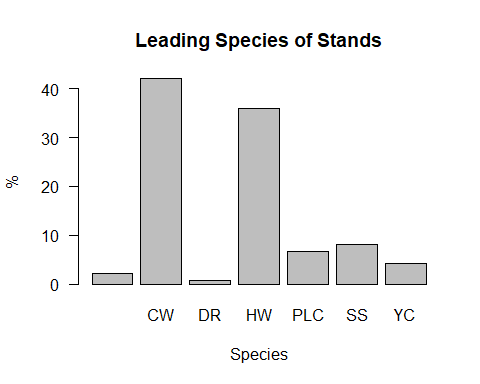 Leading Species of Stands
%
40
30
20
10
0
CW DR HW PLC SS YC
Species